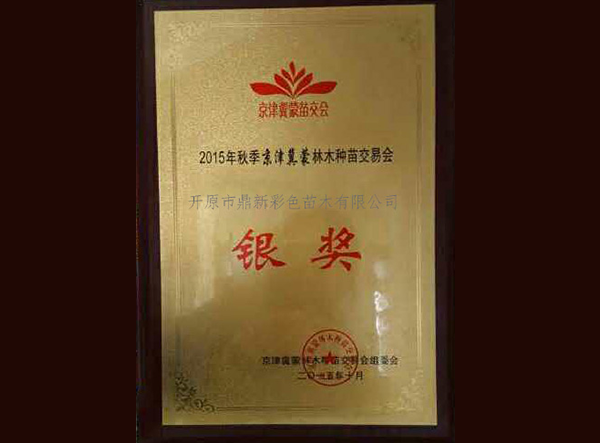 京津冀蒙苗交会
2015年秋季京津冀蒙林木种苗交易会
开原市鼎新彩色苗木有限公司
银奖
京津冀蒙林木种苗交易会组委会
二〇一五年十月